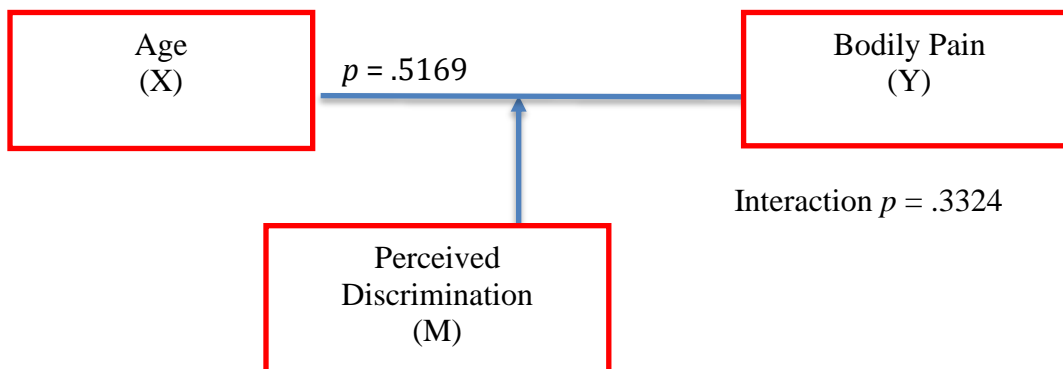 Age
(X)
p = .5169
Bodily Pain
(Y)
Interaction p = .3324
Perceived
Discrimination
(M)